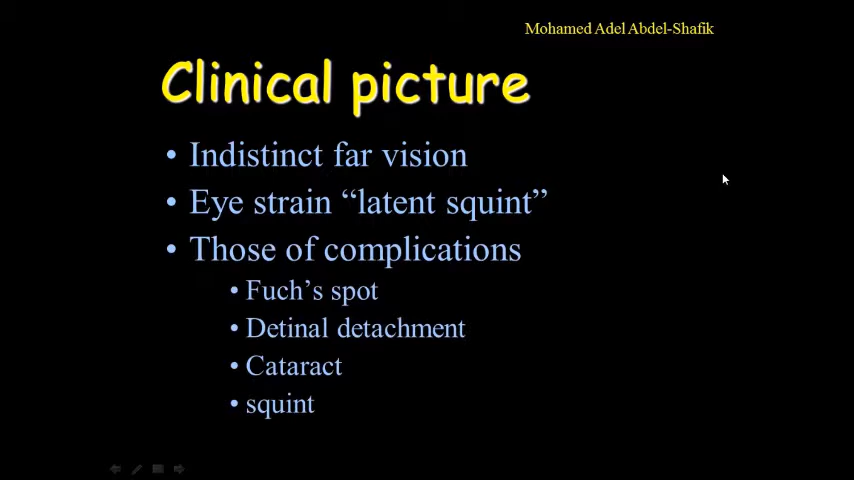 Mohamed Adel Abdel-Shafik
Clinical picture
• Indistinct far vision
• Eye strain “latent squint”
• Those of complications
• Fuch’s spot
• Detinal detachment
• Cataract
• squint